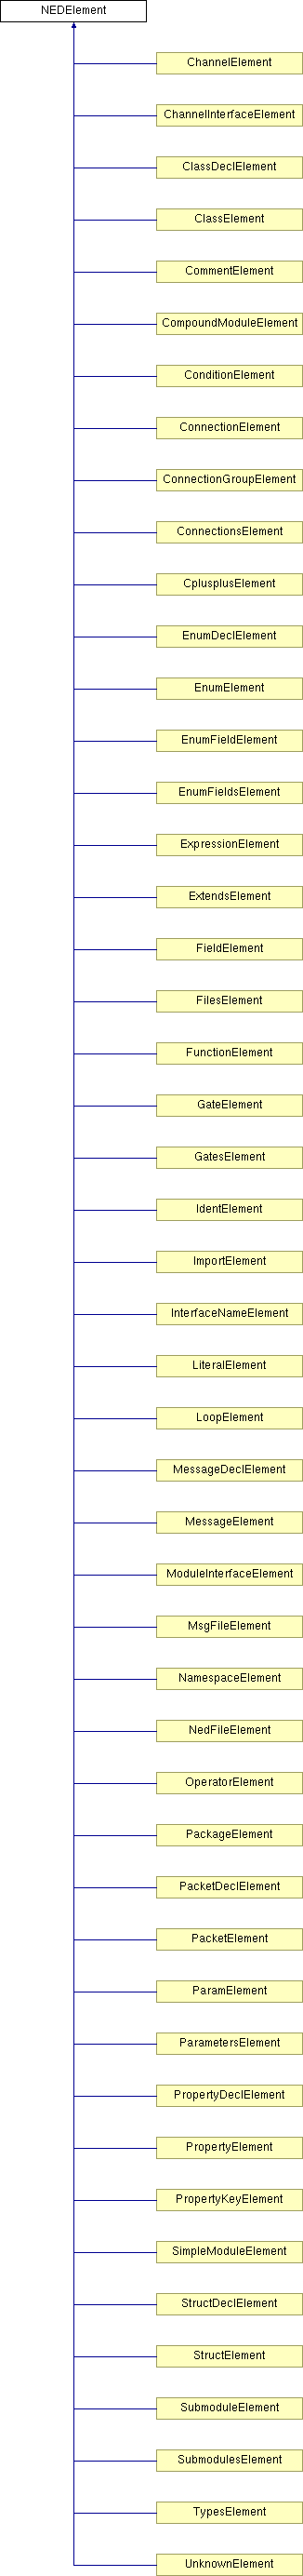 NEDElement
ChannelElement
ChannelInterfaceElement
ClassDeclElement
ClassElement
CommentElement
CompoundModuleElement
ConditionElement
ConnectionElement
ConnectionGroupElement
ConnectionsElement
CplusplusElement
EnumDeclElement
EnumElement
EnumFieldElement
EnumFieldsElement
ExpressionElement
ExtendsElement
FieldElement
FilesElement
FunctionElement
GateElement
GatesElement
IdentElement
ImportElement
InterfaceNameElement
LiteralElement
LoopElement
MessageDeclElement
MessageElement
ModuleInterfaceElement
MsgFileElement
NamespaceElement
NedFileElement
OperatorElement
PackageElement
PacketDeclElement
PacketElement
ParamElement
ParametersElement
PropertyDeclElement
PropertyElement
PropertyKeyElement
SimpleModuleElement
StructDeclElement
StructElement
SubmoduleElement
SubmodulesElement
TypesElement
UnknownElement